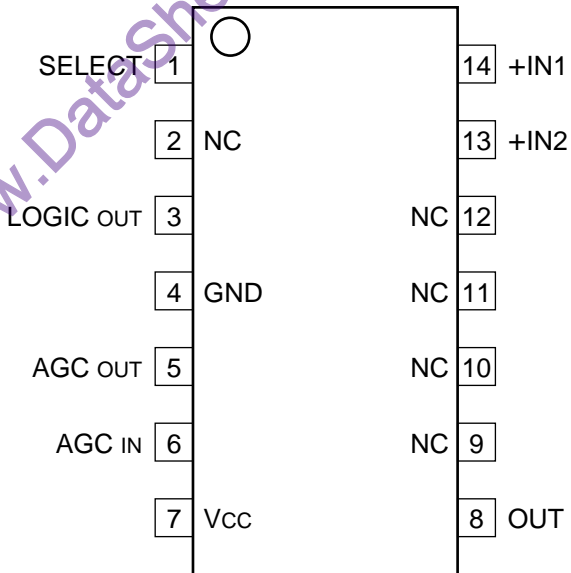 SELECT 1
14 +IN1
2 NC
13 +IN2
LOGIC OUT 3
NC 12
4 GND
NC 11
AGC OUT 5
NC 10
AGC IN 6
NC 9
7 VCC
8 OUT
w.DataShe